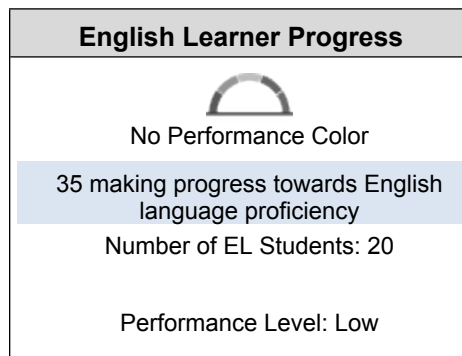 English Learner Progress
No Performance Color
35 making progress towards English
language proficiency
Number of EL Students: 20
Performance Level: Low